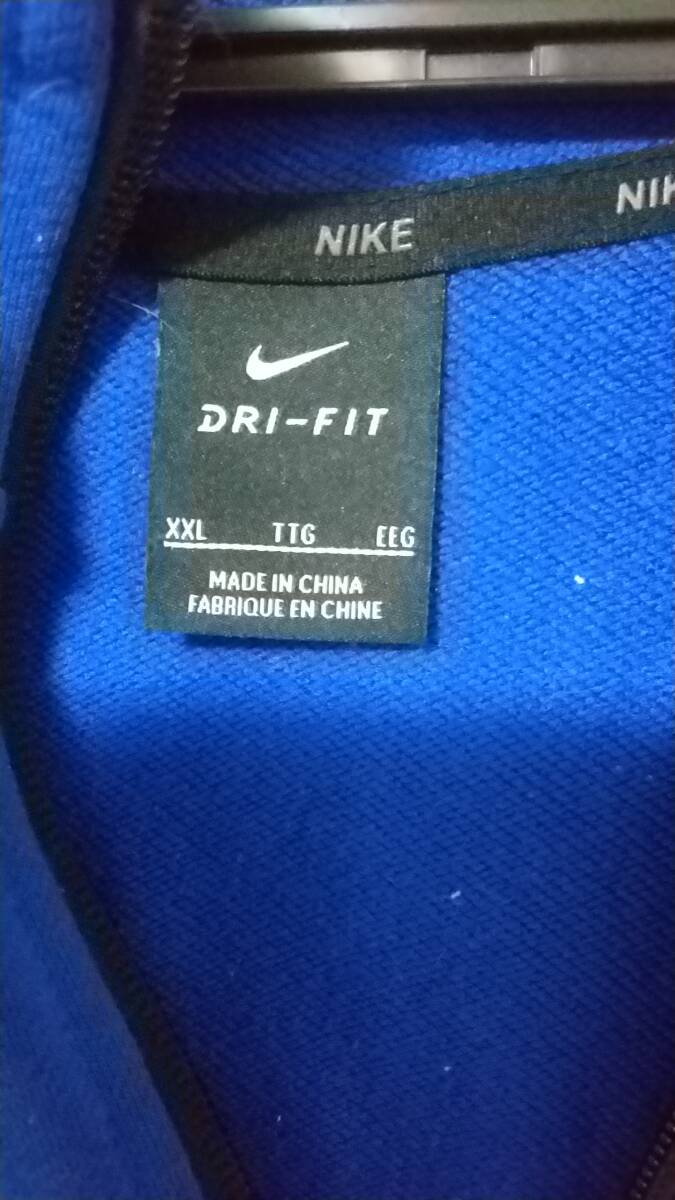 NIKE NIK
DRI-FIT
XXL TTG EEG
MADE IN CHINA
FABRIQUE EN CHINE